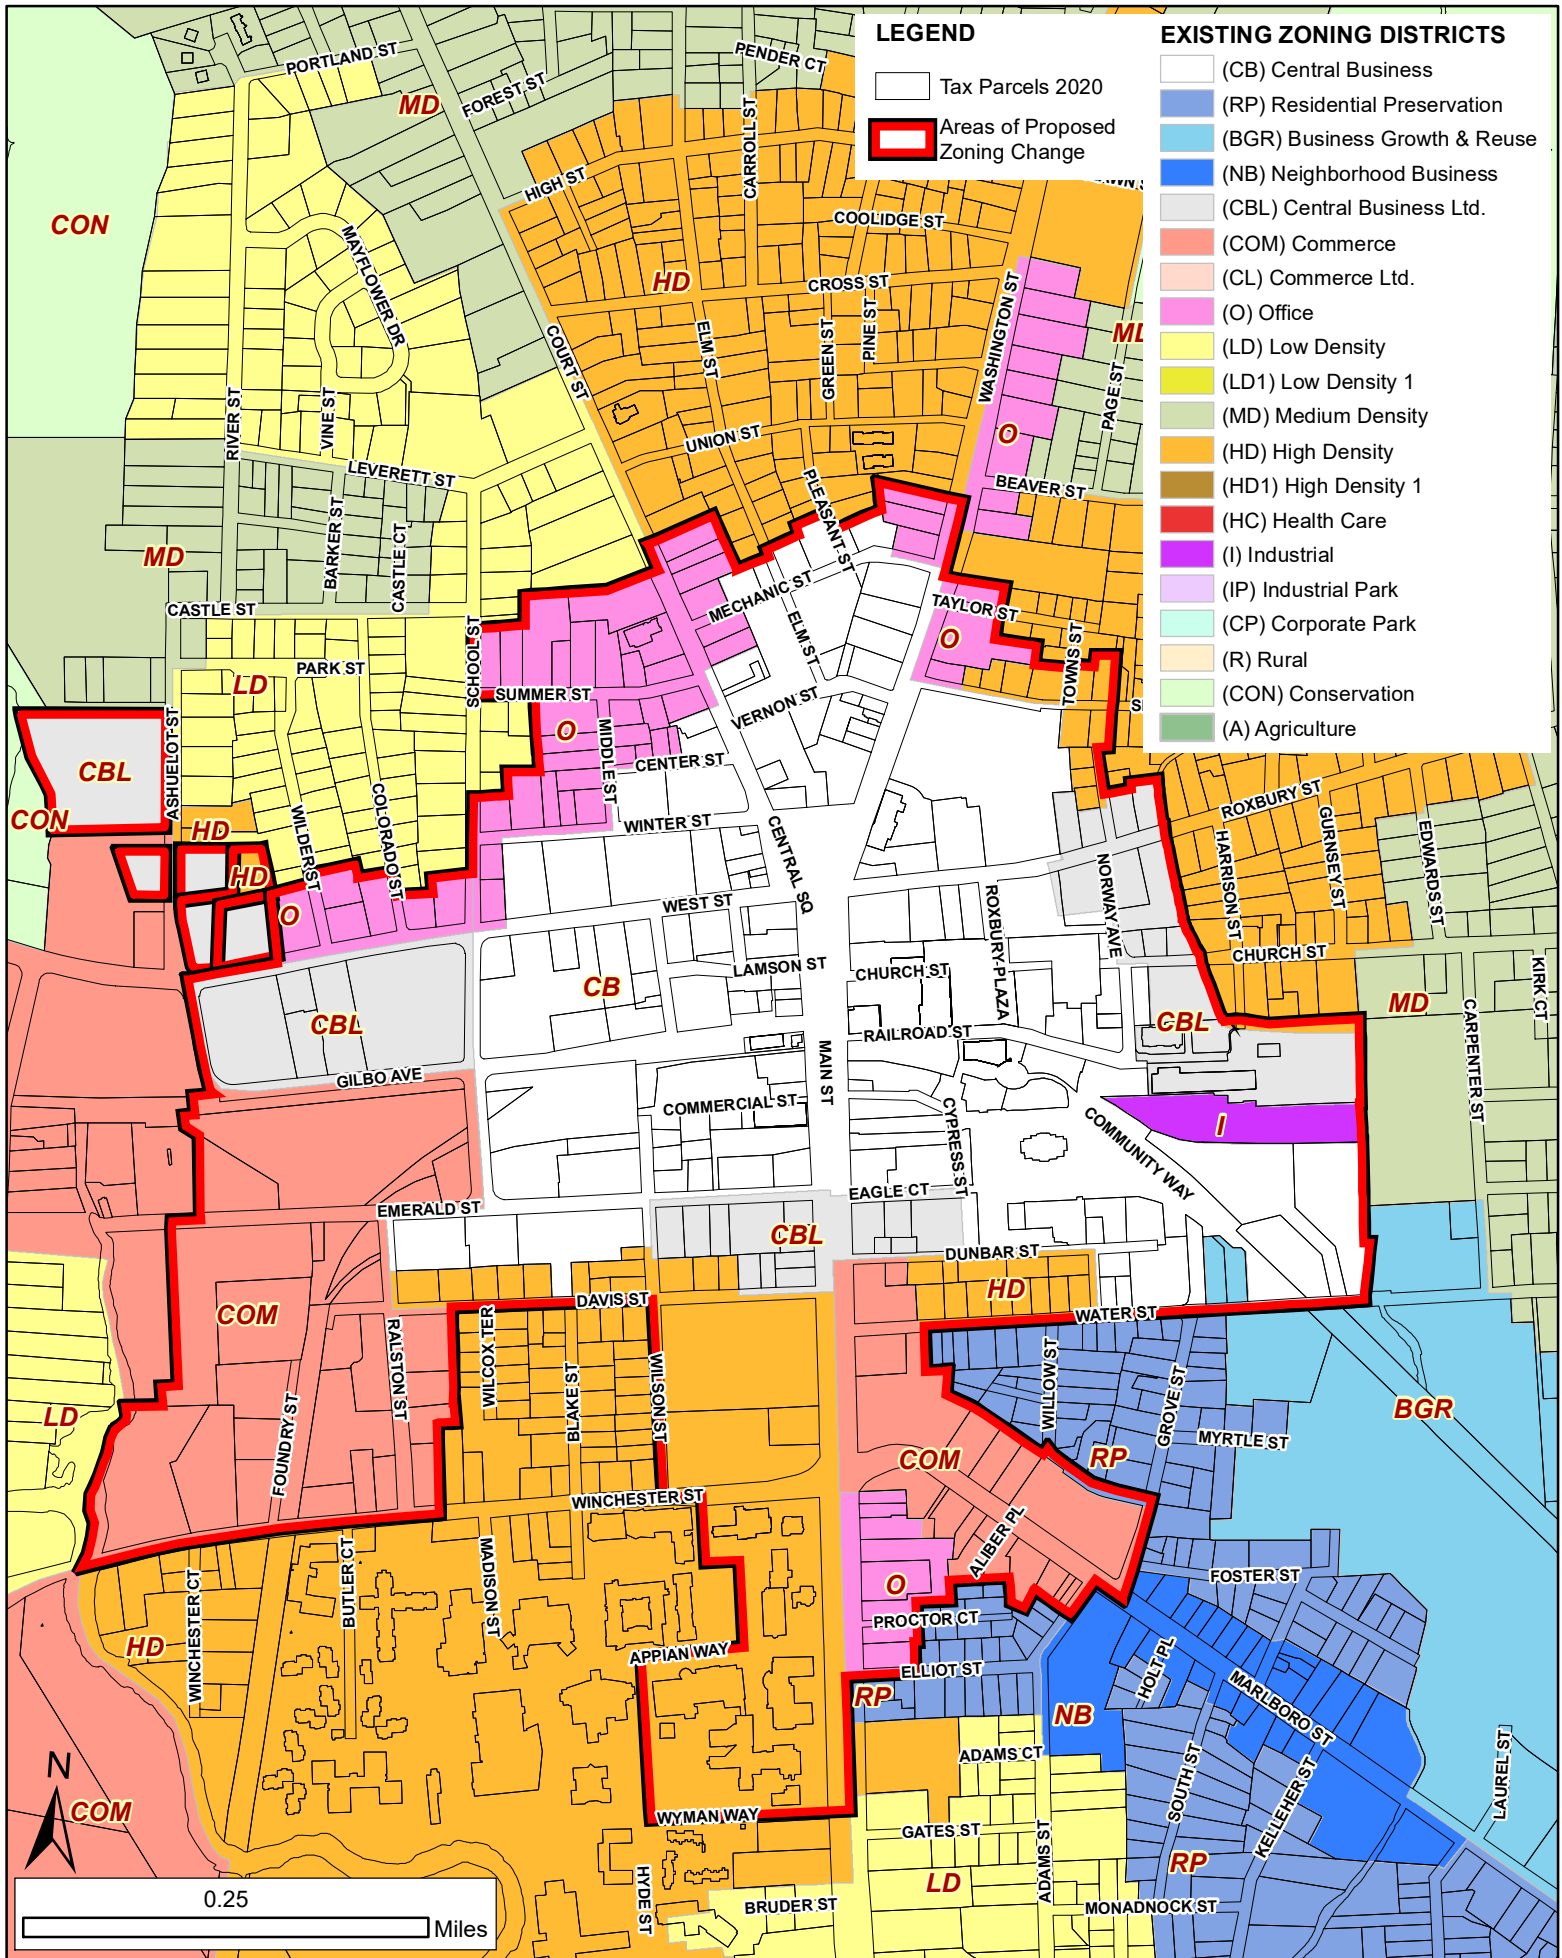 LEGEND
Tax Parcels 2020
Areas of Proposed
Zoning Change
EXISTING ZONING DISTRICTS
(CB) Central Business
(RP) Residential Preservation
(BGR) Business Growth & Reuse
(NB) Neighborhood Business
(CBL) Central Business Ltd.
(COM) Commerce
(CL) Commerce Ltd.
(O) Office
(LD) Low Density
(LD1) Low Density 1
(MD) Medium Density
(HD) High Density
(HD1) High Density 1
(HC) Health Care
(I) Industrial
(IP) Industrial Park
(CP) Corporate Park
(R) Rural
(CON) Conservation
(A) Agriculture
PORTLAND ST
MD
FOREST ST
PENDER CT
CARROLL ST
HIGH ST
COOLIDGE ST
CON
MAYFLOWER DR
HD
CROSS ST
WASHINGTON ST
PINE ST
GREEN ST
ELM ST
COURT ST
MD
PAGE ST
RIVER ST
VINE ST
UNION ST
O
LEVERETT ST
PLEASANT ST
BEAVER ST
BARKER ST
CASTLE CT
MD
CASTLE ST
MECHANIC ST
ELM ST
TAYLOR ST
O
TOWNS ST
SCHOOL ST
PARK ST
LD
SUMMER ST
VERNON ST
O
MIDDLE ST
CENTER ST
CBL
ASHUELOT ST
CON
HD
WILDER ST
COLORADO ST
WINTER ST
CENTRAL SQ
ROXBURY ST
GURNSEY ST
HARRISON ST
EDWARDS ST
HD
O
WEST ST
NORWAY AVE
ROXBURY PLAZA
CHURCH ST
LAMSON ST
CHURCH ST
CB
KIRK CT
MD
CARPENTER ST
CBL
CBL
RAILROAD ST
GILBO AVE
MAIN ST
COMMERCIAL ST
CYPRESS ST
COMMUNITY WAY
I
EMERALD ST
EAGLE CT
CBL
DUNBAR ST
HD
DAVIS ST
WATER ST
COM
RALSTON ST
WILCOX TER
BLAKE ST
WILSON ST
WILLOW ST
GROVE ST
MYRTLE ST
BGR
LD
FOUNDRY ST
COM
RP
WINCHESTER ST
ALIBER PL
BUTLER CT
MADISON ST
WINCHESTER CT
HD
O
PROCTOR CT
FOSTER ST
APPIAN WAY
ELLIOT ST
RP
HOLT PL
MARLBORO ST
NB
ADAMS CT
SOUTH ST
KELLEHER ST
LAUREL ST
N
COM
WYMAN WAY
GATES ST
ADAMS ST
HYDE ST
LD
RP
BRUDER ST
MONADNOCK ST
0.25
Miles